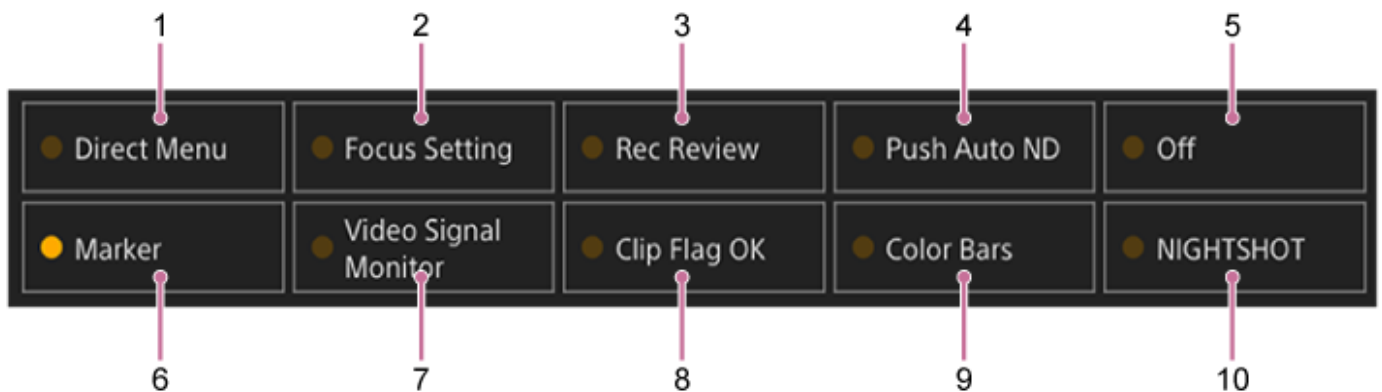 1 2 3 4 5
Direct Menu Focus Setting Rec Review Push Auto ND Off
Marker Video Signal Monitor Clip Flag OK Color Bars NIGHTSHOT
6 7 8 9 10